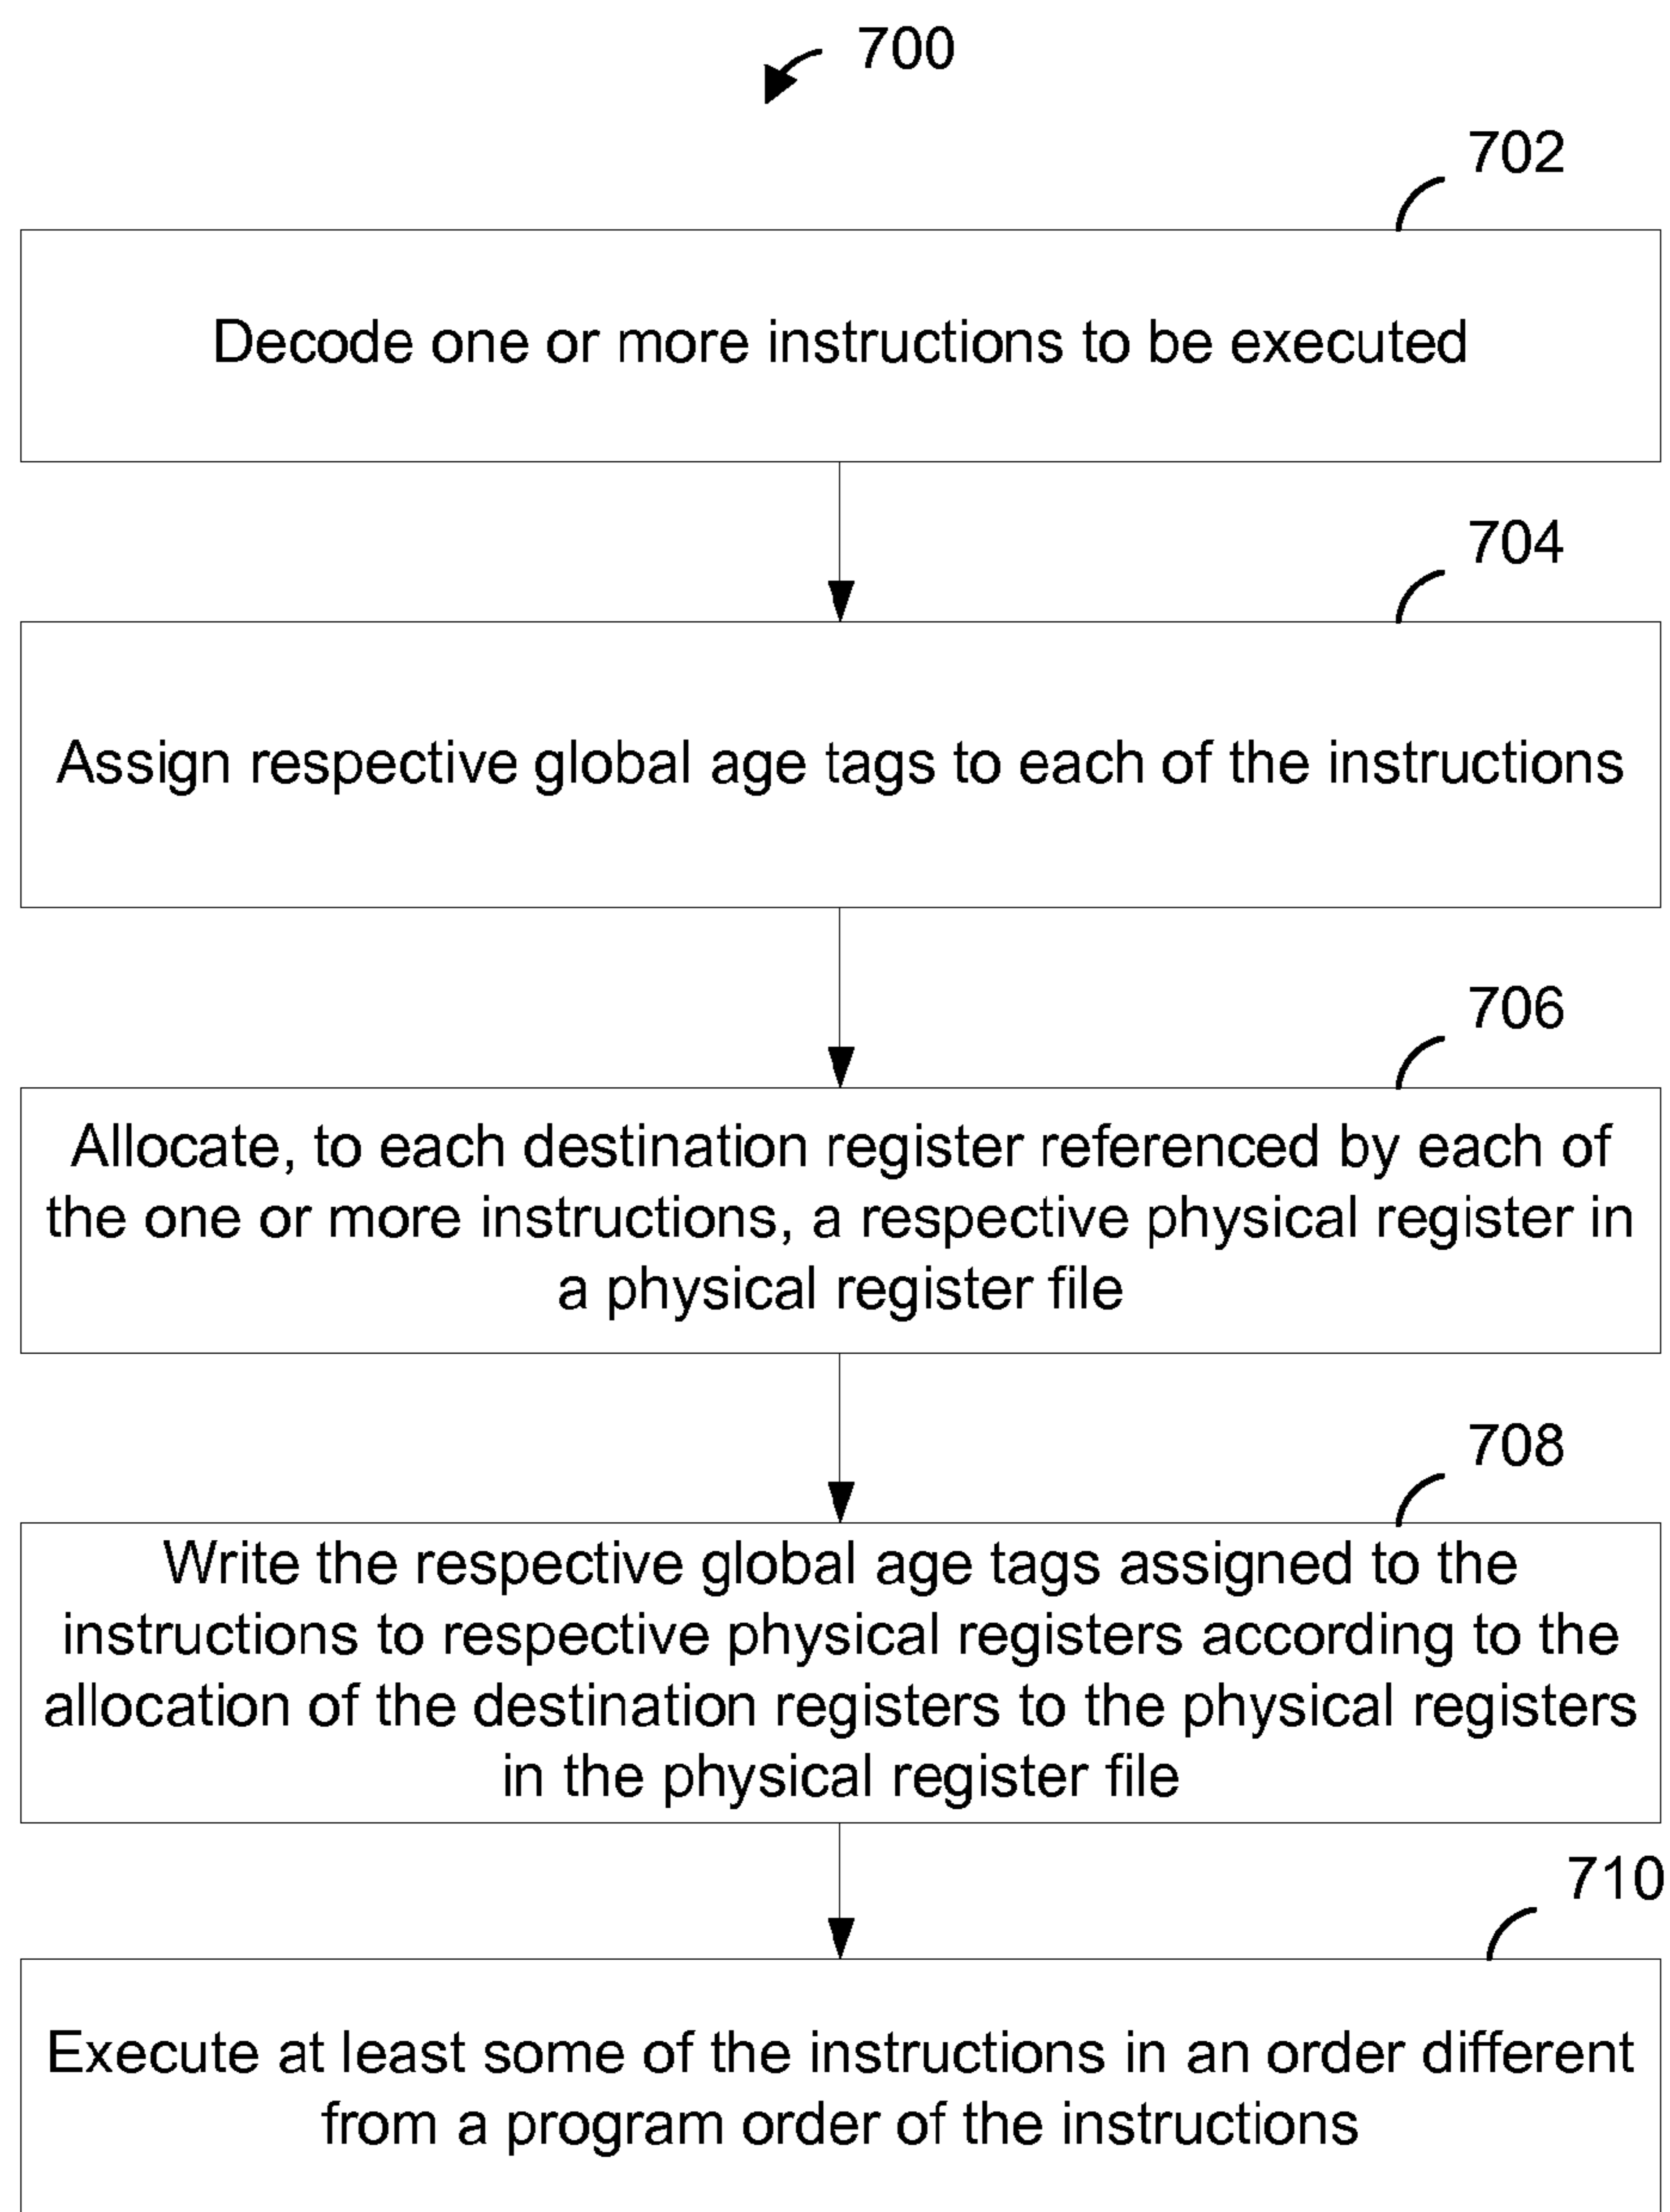 700
702
Decode one or more instructions to be executed
704
Assign respective global age tags to each of the instructions
706
Allocate, to each destination register referenced by each of
the one or more instructions, a respective physical register in
a physical register file
708
Write the respective global age tags assigned to the
instructions to respective physical registers according to the
allocation of the destination registers to the physical registers
in the physical register file
710
Execute at least some of the instructions in an order different
from a program order of the instructions